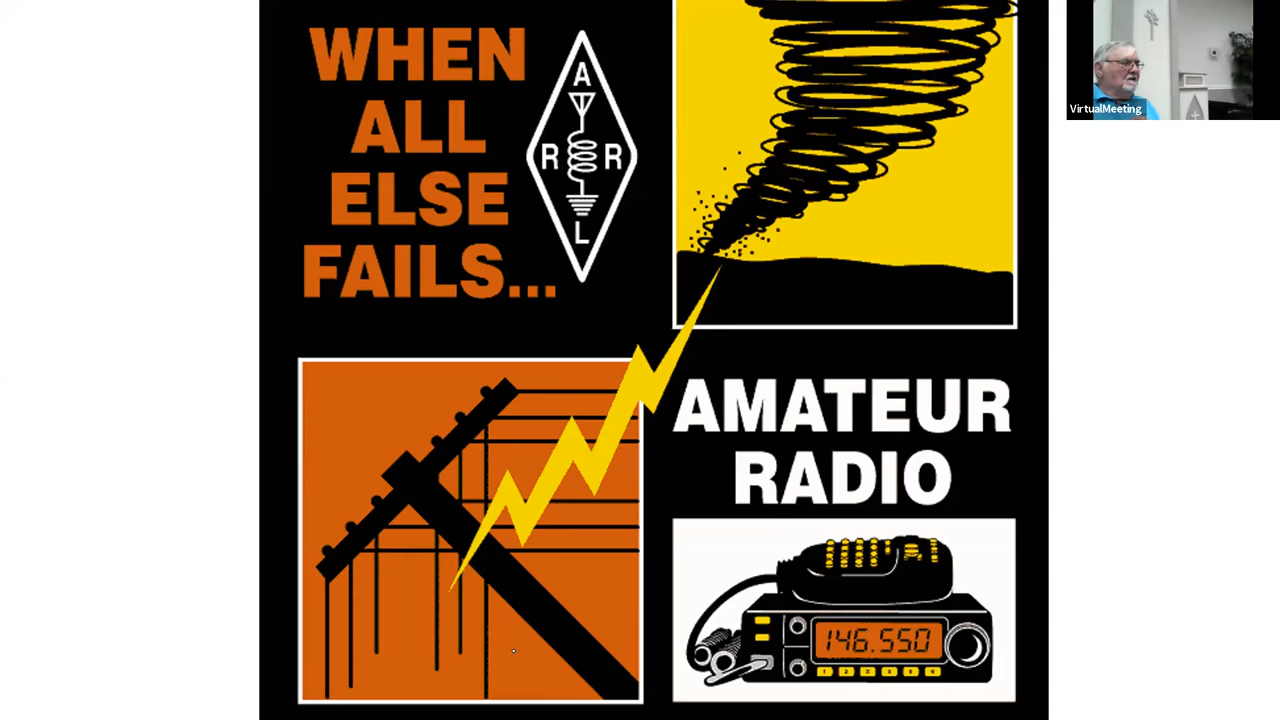 WHEN
ALL
ELSE
FAILS...
A
R R
L
AMATEUR
RADIO
146.550
VirtualMeeting